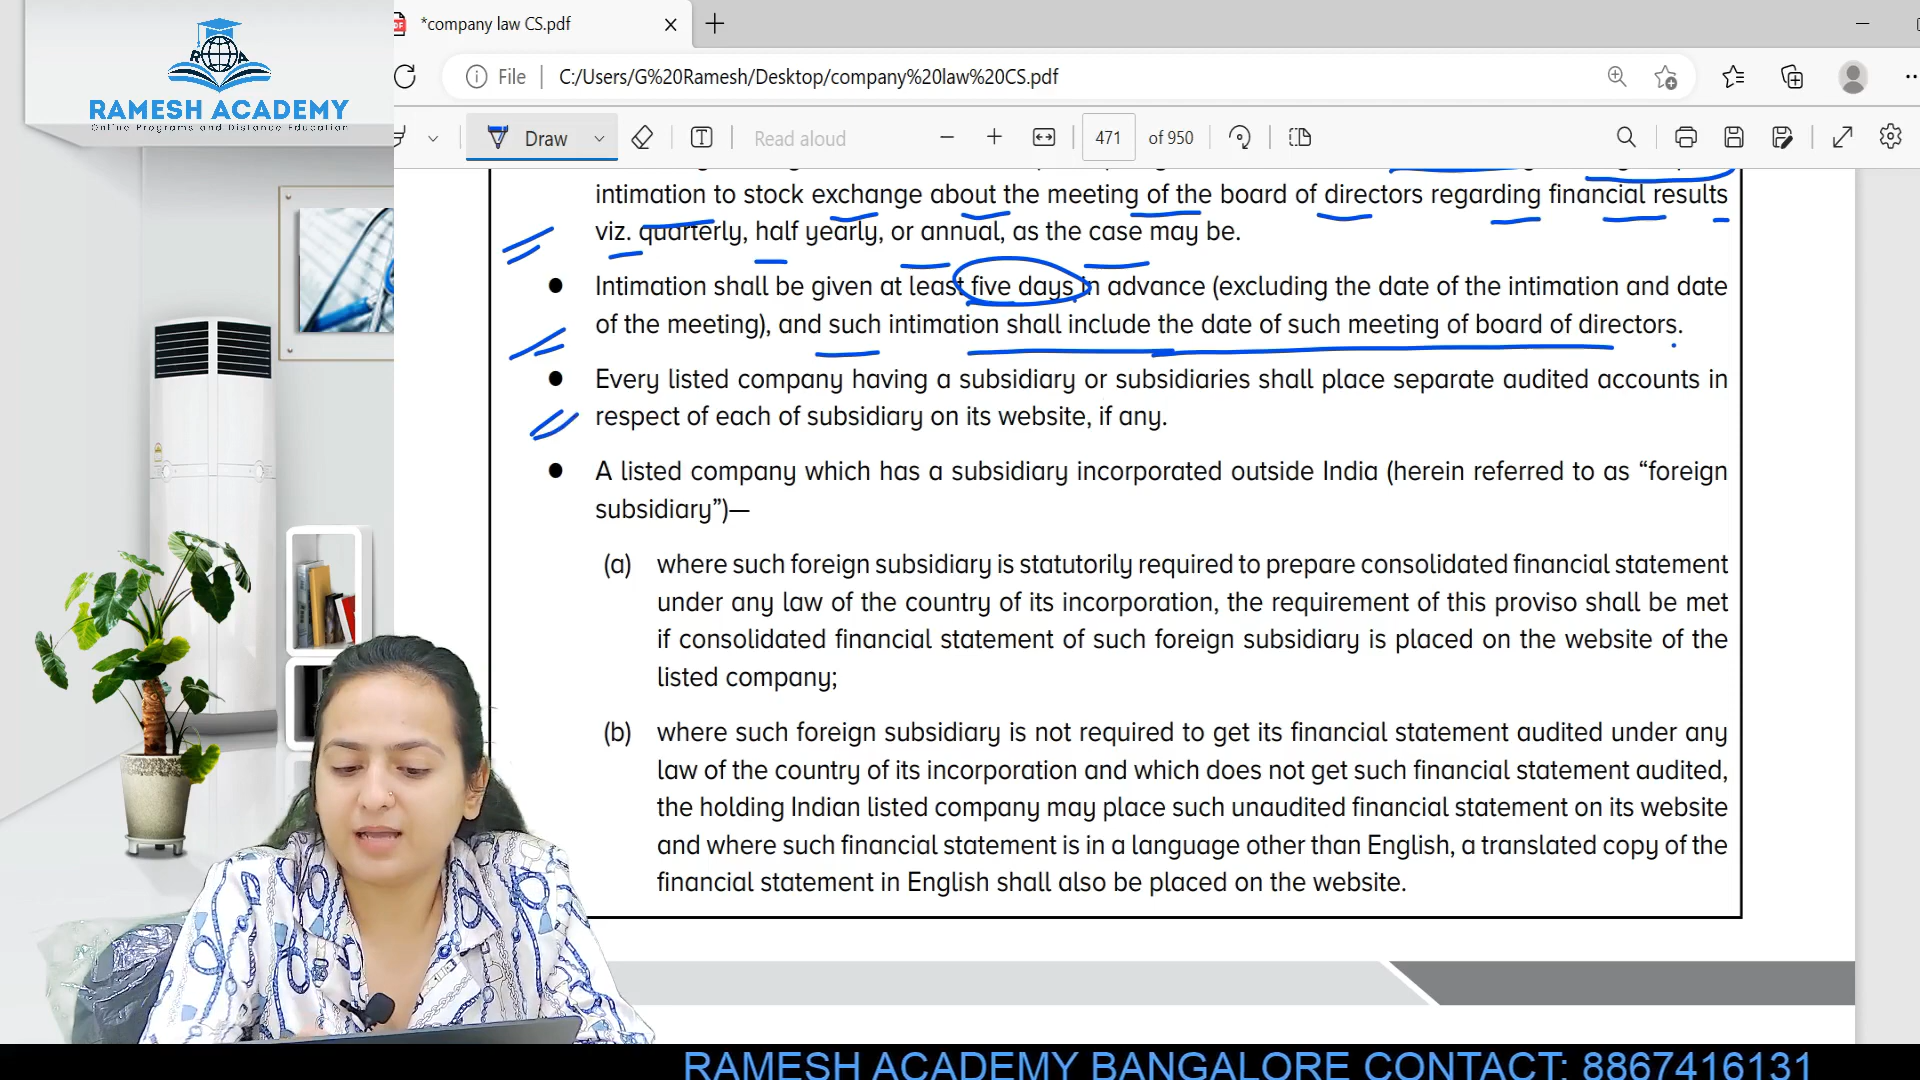 RAMESH ACADEMY
Online Programs and Distance Education
*company law CS.pdf
File
C:/Users/G%20Ramesh/Desktop/company%20law%20CS.pdf
Draw
Read aloud
471
of 950
intimation to stock exchange about the meeting of the board of directors regarding financial results
viz. quarterly, half yearly, or annual, as the case may be.
● Intimation shall be given at least five days in advance (excluding the date of the intimation and date
of the meeting), and such intimation shall include the date of such meeting of board of directors.
● Every listed company having a subsidiary or subsidiaries shall place separate audited accounts in
respect of each of subsidiary on its website, if any.
● A listed company which has a subsidiary incorporated outside India (herein referred to as “foreign
subsidiary”)—
(a) where such foreign subsidiary is statutorily required to prepare consolidated financial statement
under any law of the country of its incorporation, the requirement of this proviso shall be met
if consolidated financial statement of such foreign subsidiary is placed on the website of the
listed company;
(b) where such foreign subsidiary is not required to get its financial statement audited under any
law of the country of its incorporation and which does not get such financial statement audited,
the holding Indian listed company may place such unaudited financial statement on its website
and where such financial statement is in a language other than English, a translated copy of the
financial statement in English shall also be placed on the website.
RAMESH ACADEMY BANGALORE CONTACT: 8867416131